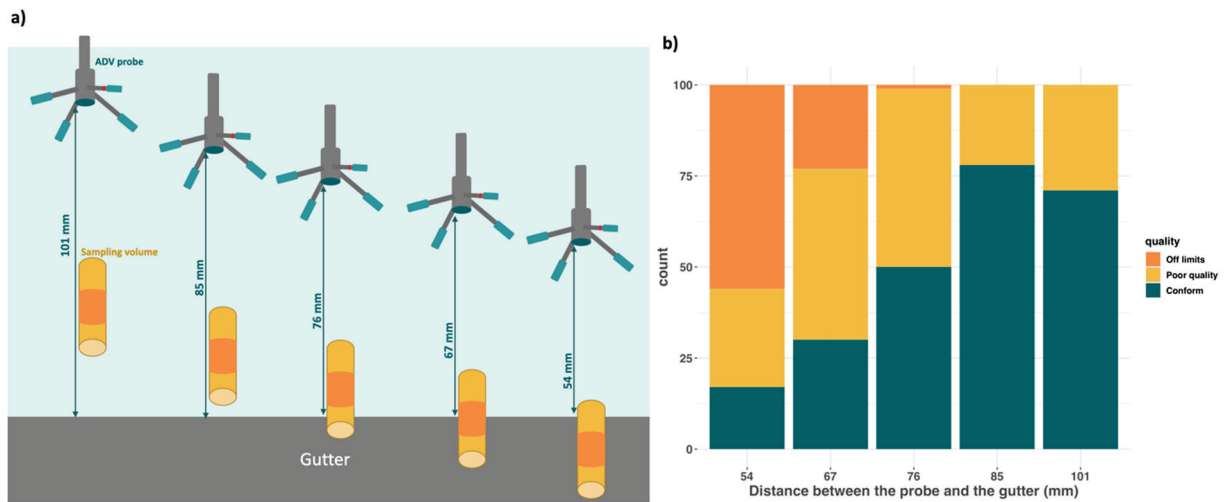 a)
ADV probe
Sampling volume
101 mm
85 mm
76 mm
67 mm
54 mm
Gutter
b)
100
75
50
25
0
count
54
67
76
85
101
Distance between the probe and the gutter (mm)
quality
Off limits
Poor quality
Conform